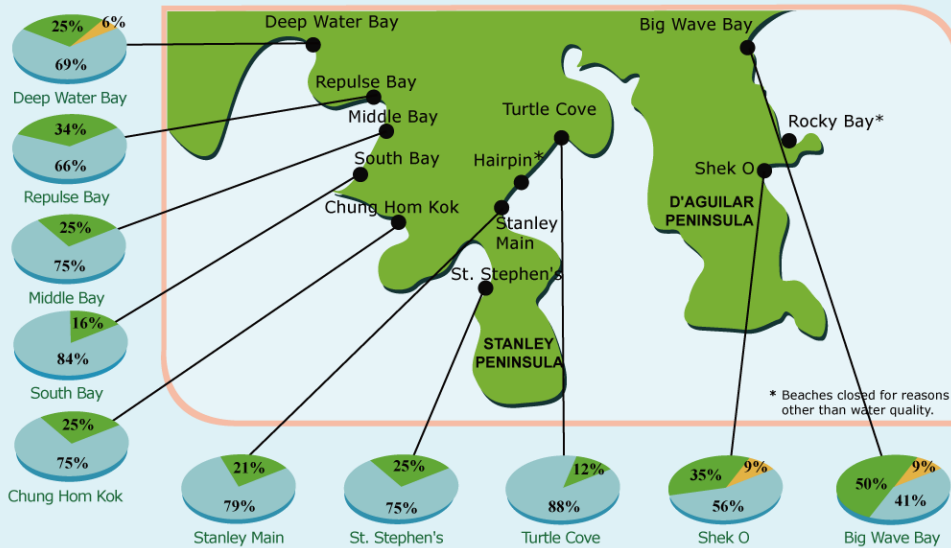 25%
6%
69%
Deep Water Bay
34%
66%
Repulse Bay
25%
75%
Middle Bay
16%
84%
South Bay
25%
75%
Chung Hom Kok
Deep Water Bay
Big Wave Bay
Repulse Bay
Middle Bay
Turtle Cove
Rocky Bay*
South Bay
Hairpin*
Shek O
Chung Hom Kok
D'AGUILAR
PENINSULA
Stanley
Main
St. Stephen's
STANLEY
PENINSULA
* Beaches closed for reasons
other than water quality.
21%
79%
Stanley Main
25%
75%
St. Stephen's
12%
88%
Turtle Cove
35%
9%
56%
Shek O
50%
9%
41%
Big Wave Bay